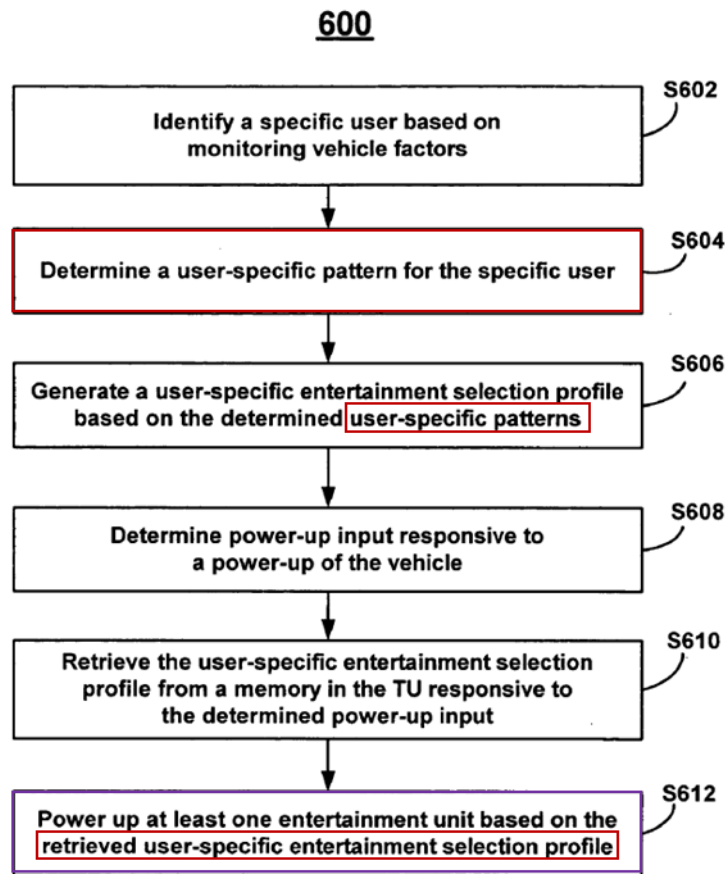 600
S602
Identify a specific user based on
monitoring vehicle factors
S604
Determine a user-specific pattern for the specific user
S606
Generate a user-specific entertainment selection profile
based on the determined user-specific patterns
S608
Determine power-up input responsive to
a power-up of the vehicle
S610
Retrieve the user-specific entertainment selection
profile from a memory in the TU responsive to
the determined power-up input
S612
Power up at least one entertainment unit based on the
retrieved user-specific entertainment selection profile